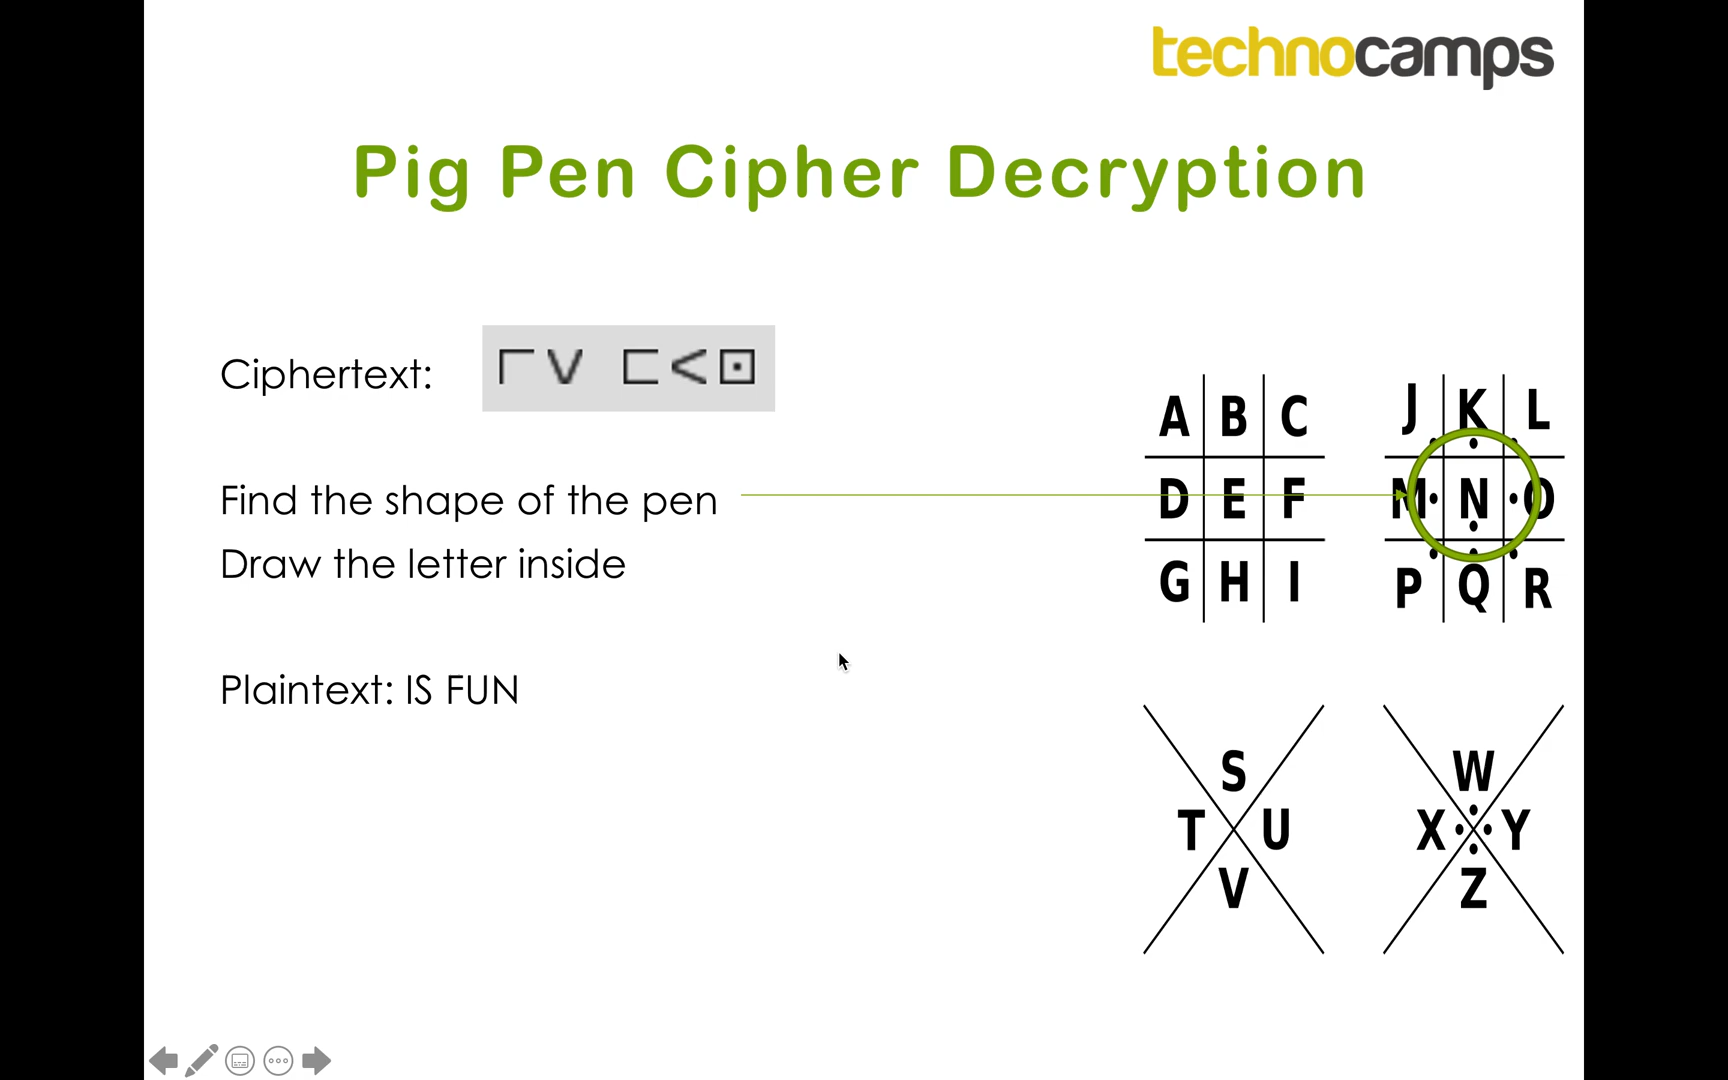 technocamps
Pig Pen Cipher Decryption
Ciphertext:
Find the shape of the pen
Draw the letter inside
Plaintext: IS FUN
A B C
D E F
G H I
J K L
M N O
P Q R
S
T U
V
W
X Y
Z